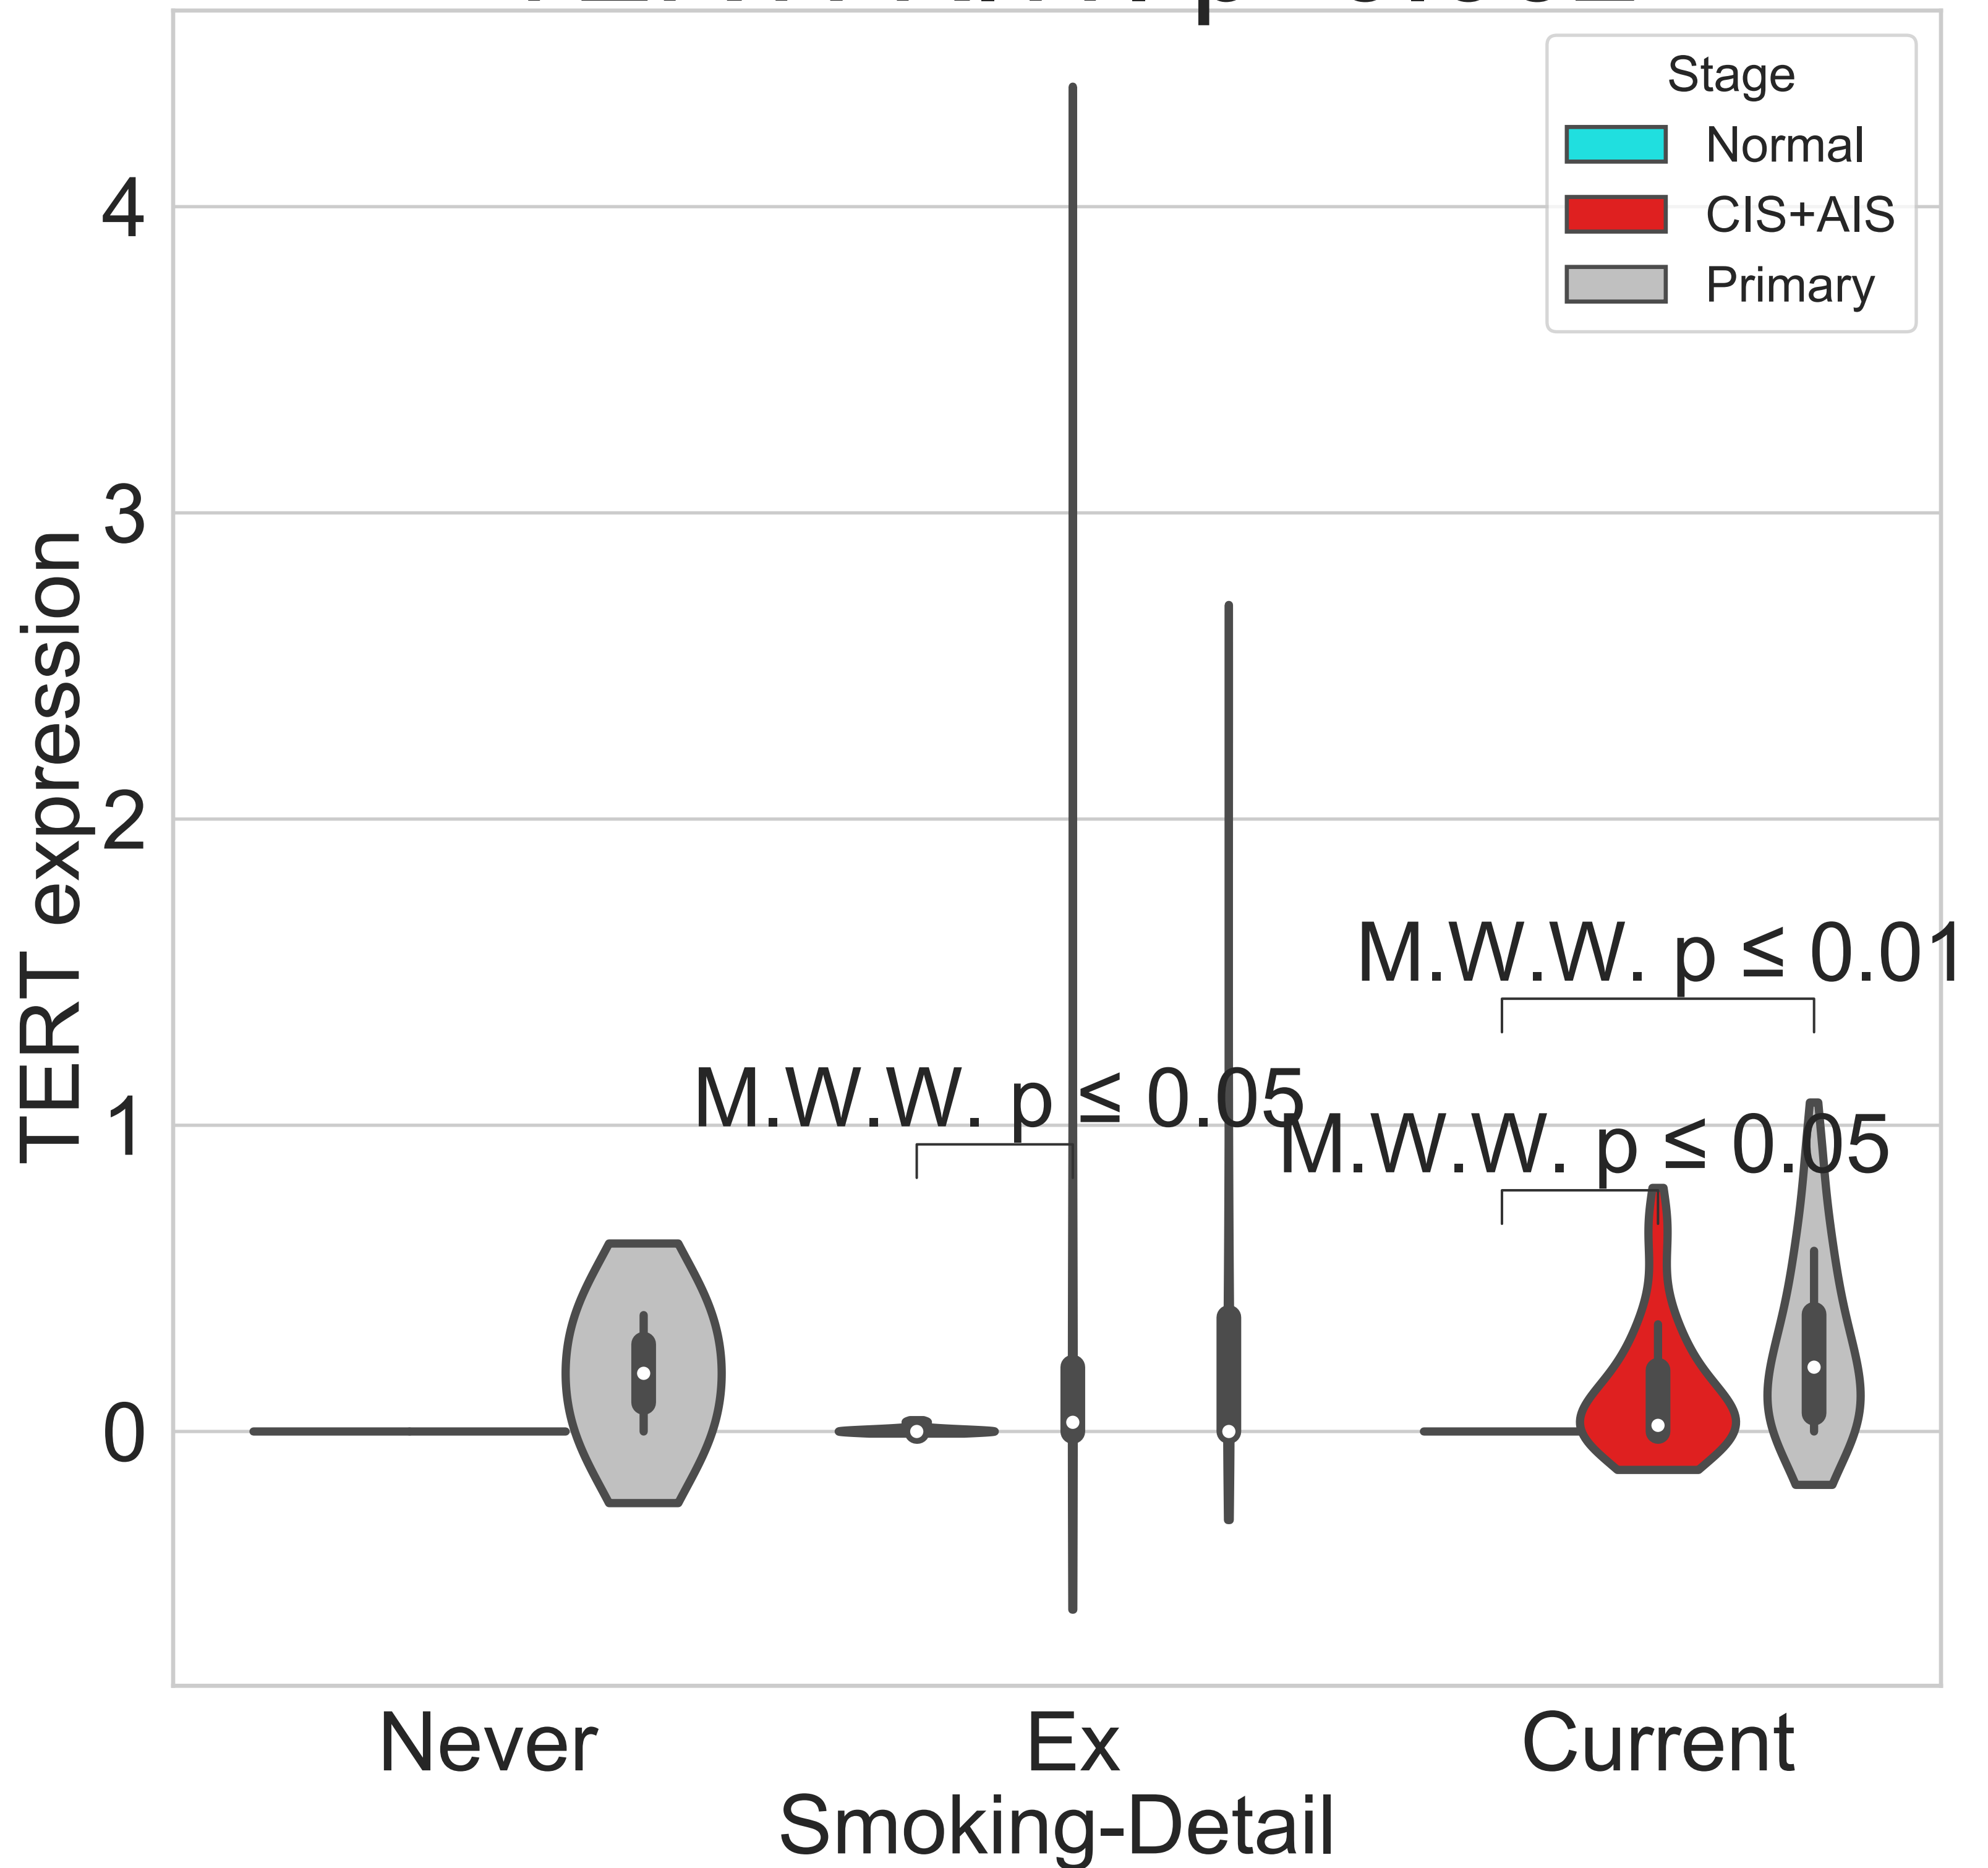 Stage
Normal
CIS+AIS
Primary
4
3
2
1
0
TERT expression
M.W.W. p ≤ 0.01
M.W.W. p ≤ 0.05
M.W.W. p ≤ 0.05
Never
Ex
Current
Smoking-Detail